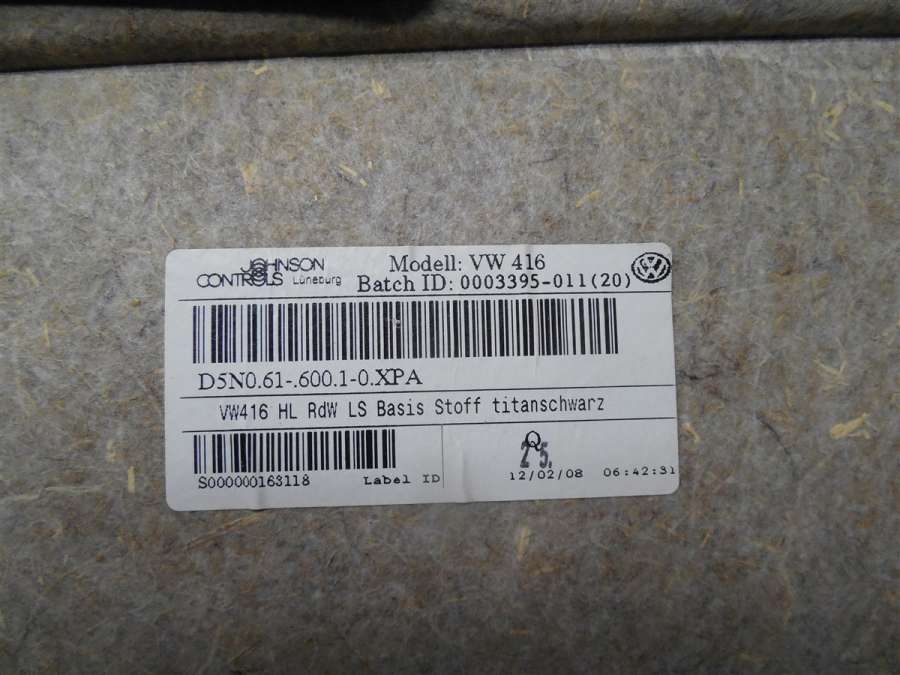 JOHNSON
CONTROLS Lüneburg
Modell: VW 416
Batch ID: 0003395-011(20)
D5N0.61-.600.1-0.XPA
VW416 HL RdW LS Basis Stoff titanschwarz
S000000163118
Label ID
Q
25.
12/02/08 06:42:31